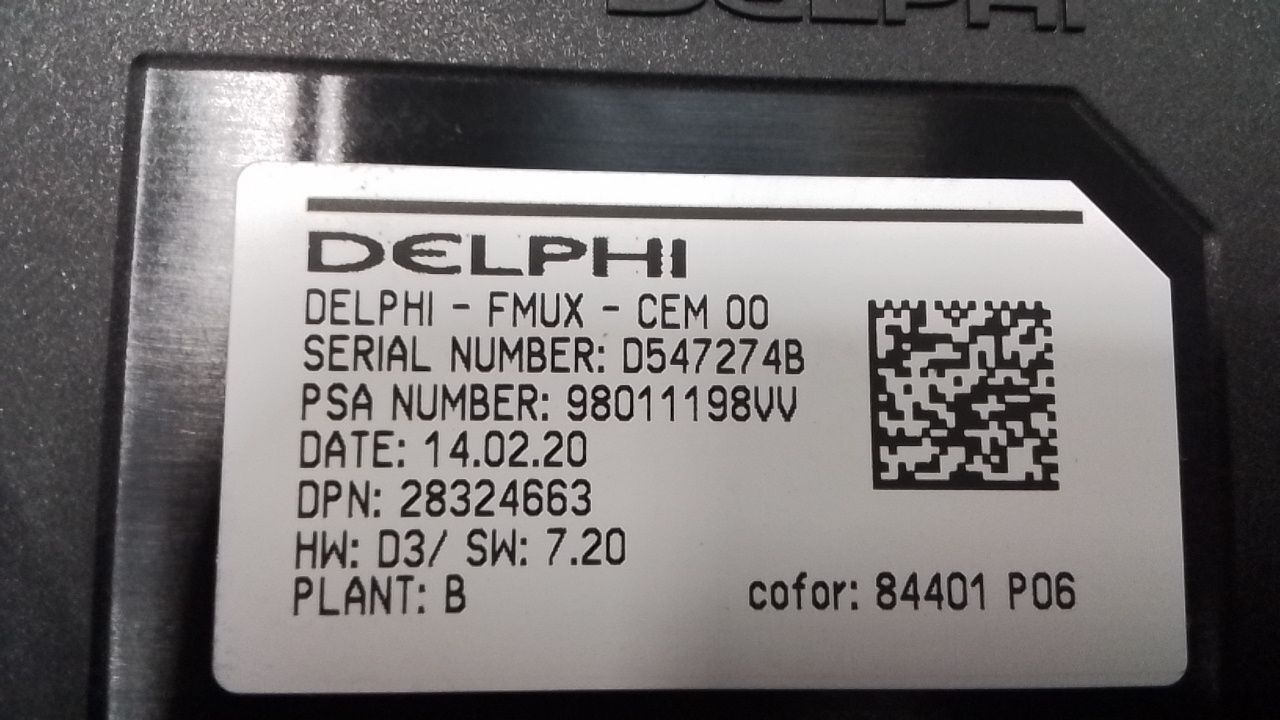 DELPHI
DELPHI
DELPHI - FMUX - CEM 00
SERIAL NUMBER: D547274B
PSA NUMBER: 98011198VV
DATE: 14.02.20
DPN: 28324663
HW: D3/ SW: 7.20
PLANT: B
cofor: 84401 P06